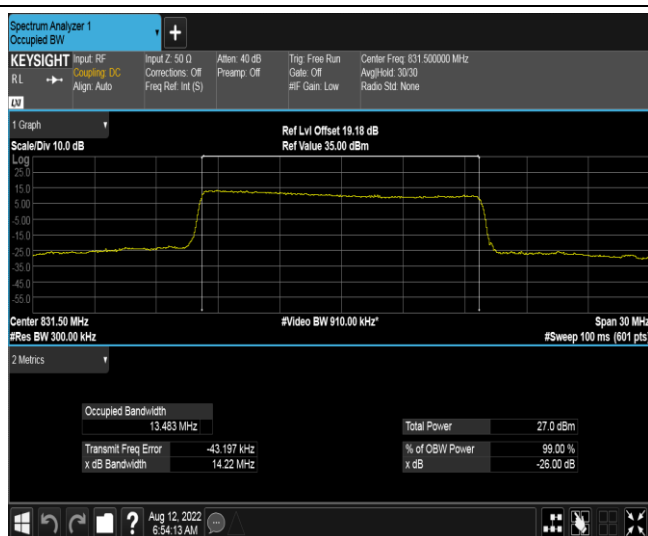 Spectrum Analyzer 1
Occupied BW
KEYSIGHT
RL
LXI
Input: RF
Coupling: DC
Align: Auto
Input Z: 50 Ω
Corrections: Off
Freq Ref: Int (S)
Atten: 40 dB
Preamp: Off
Trig: Free Run
Gate: Off
#IF Gain: Low
Center Freq: 831.500000 MHz
Avg|Hold: 30/30
Radio Std: None
1 Graph
Scale/Div 10.0 dB
Ref Lvl Offset 19.18 dB
Ref Value 35.00 dBm
Log
25.0
15.0
5.00
-5.00
-15.0
-25.0
-35.0
-45.0
-55.0
Center 831.50 MHz
#Res BW 300.00 kHz
#Video BW 910.00 kHz*
Span 30 MHz
#Sweep 100 ms (601 pts)
2 Metrics
Occupied Bandwidth
13.483 MHz
Transmit Freq Error -43.197 kHz
x dB Bandwidth 14.22 MHz
Total Power 27.0 dBm
% of OBW Power 99.00 %
x dB -26.00 dB
?
Aug 12, 2022
6:54:13 AM